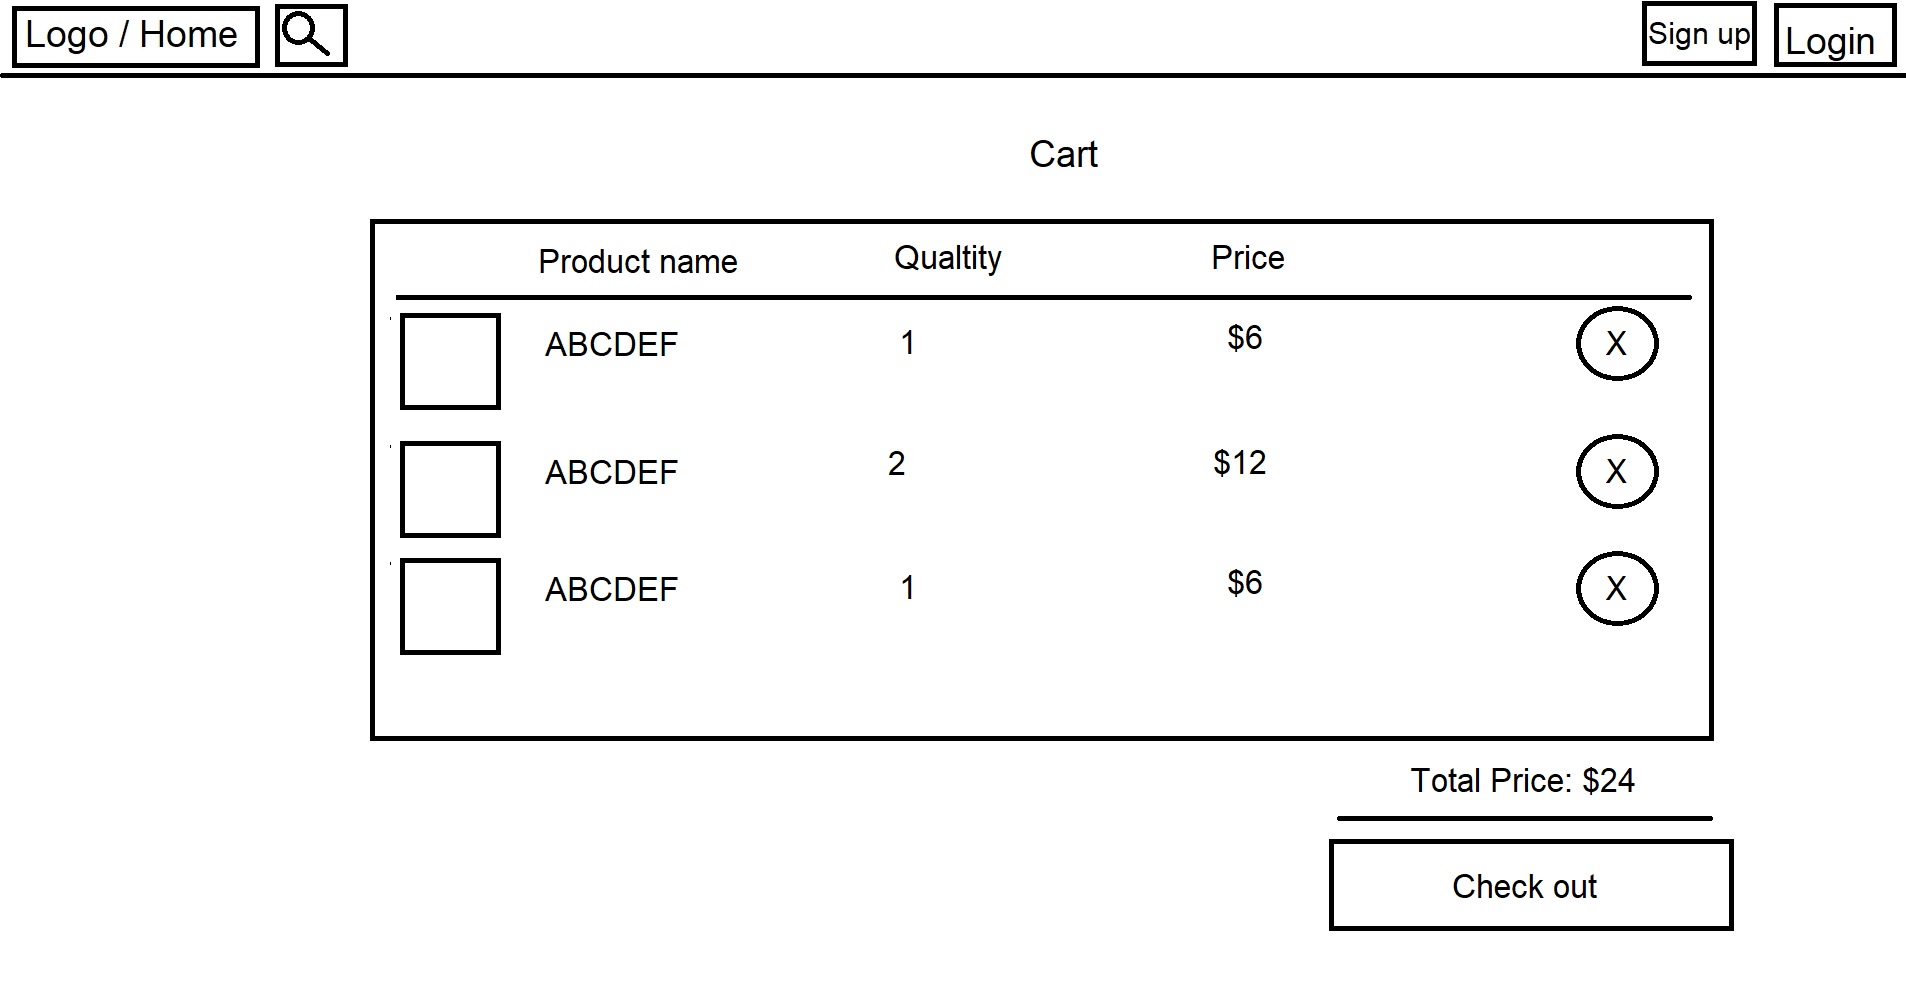 Logo / Home Sign up Login
Cart
Product name Qualtity Price
ABCDEF 1 $6 X
ABCDEF 2 $12 X
ABCDEF 1 $6 X
Total Price: $24
Check out